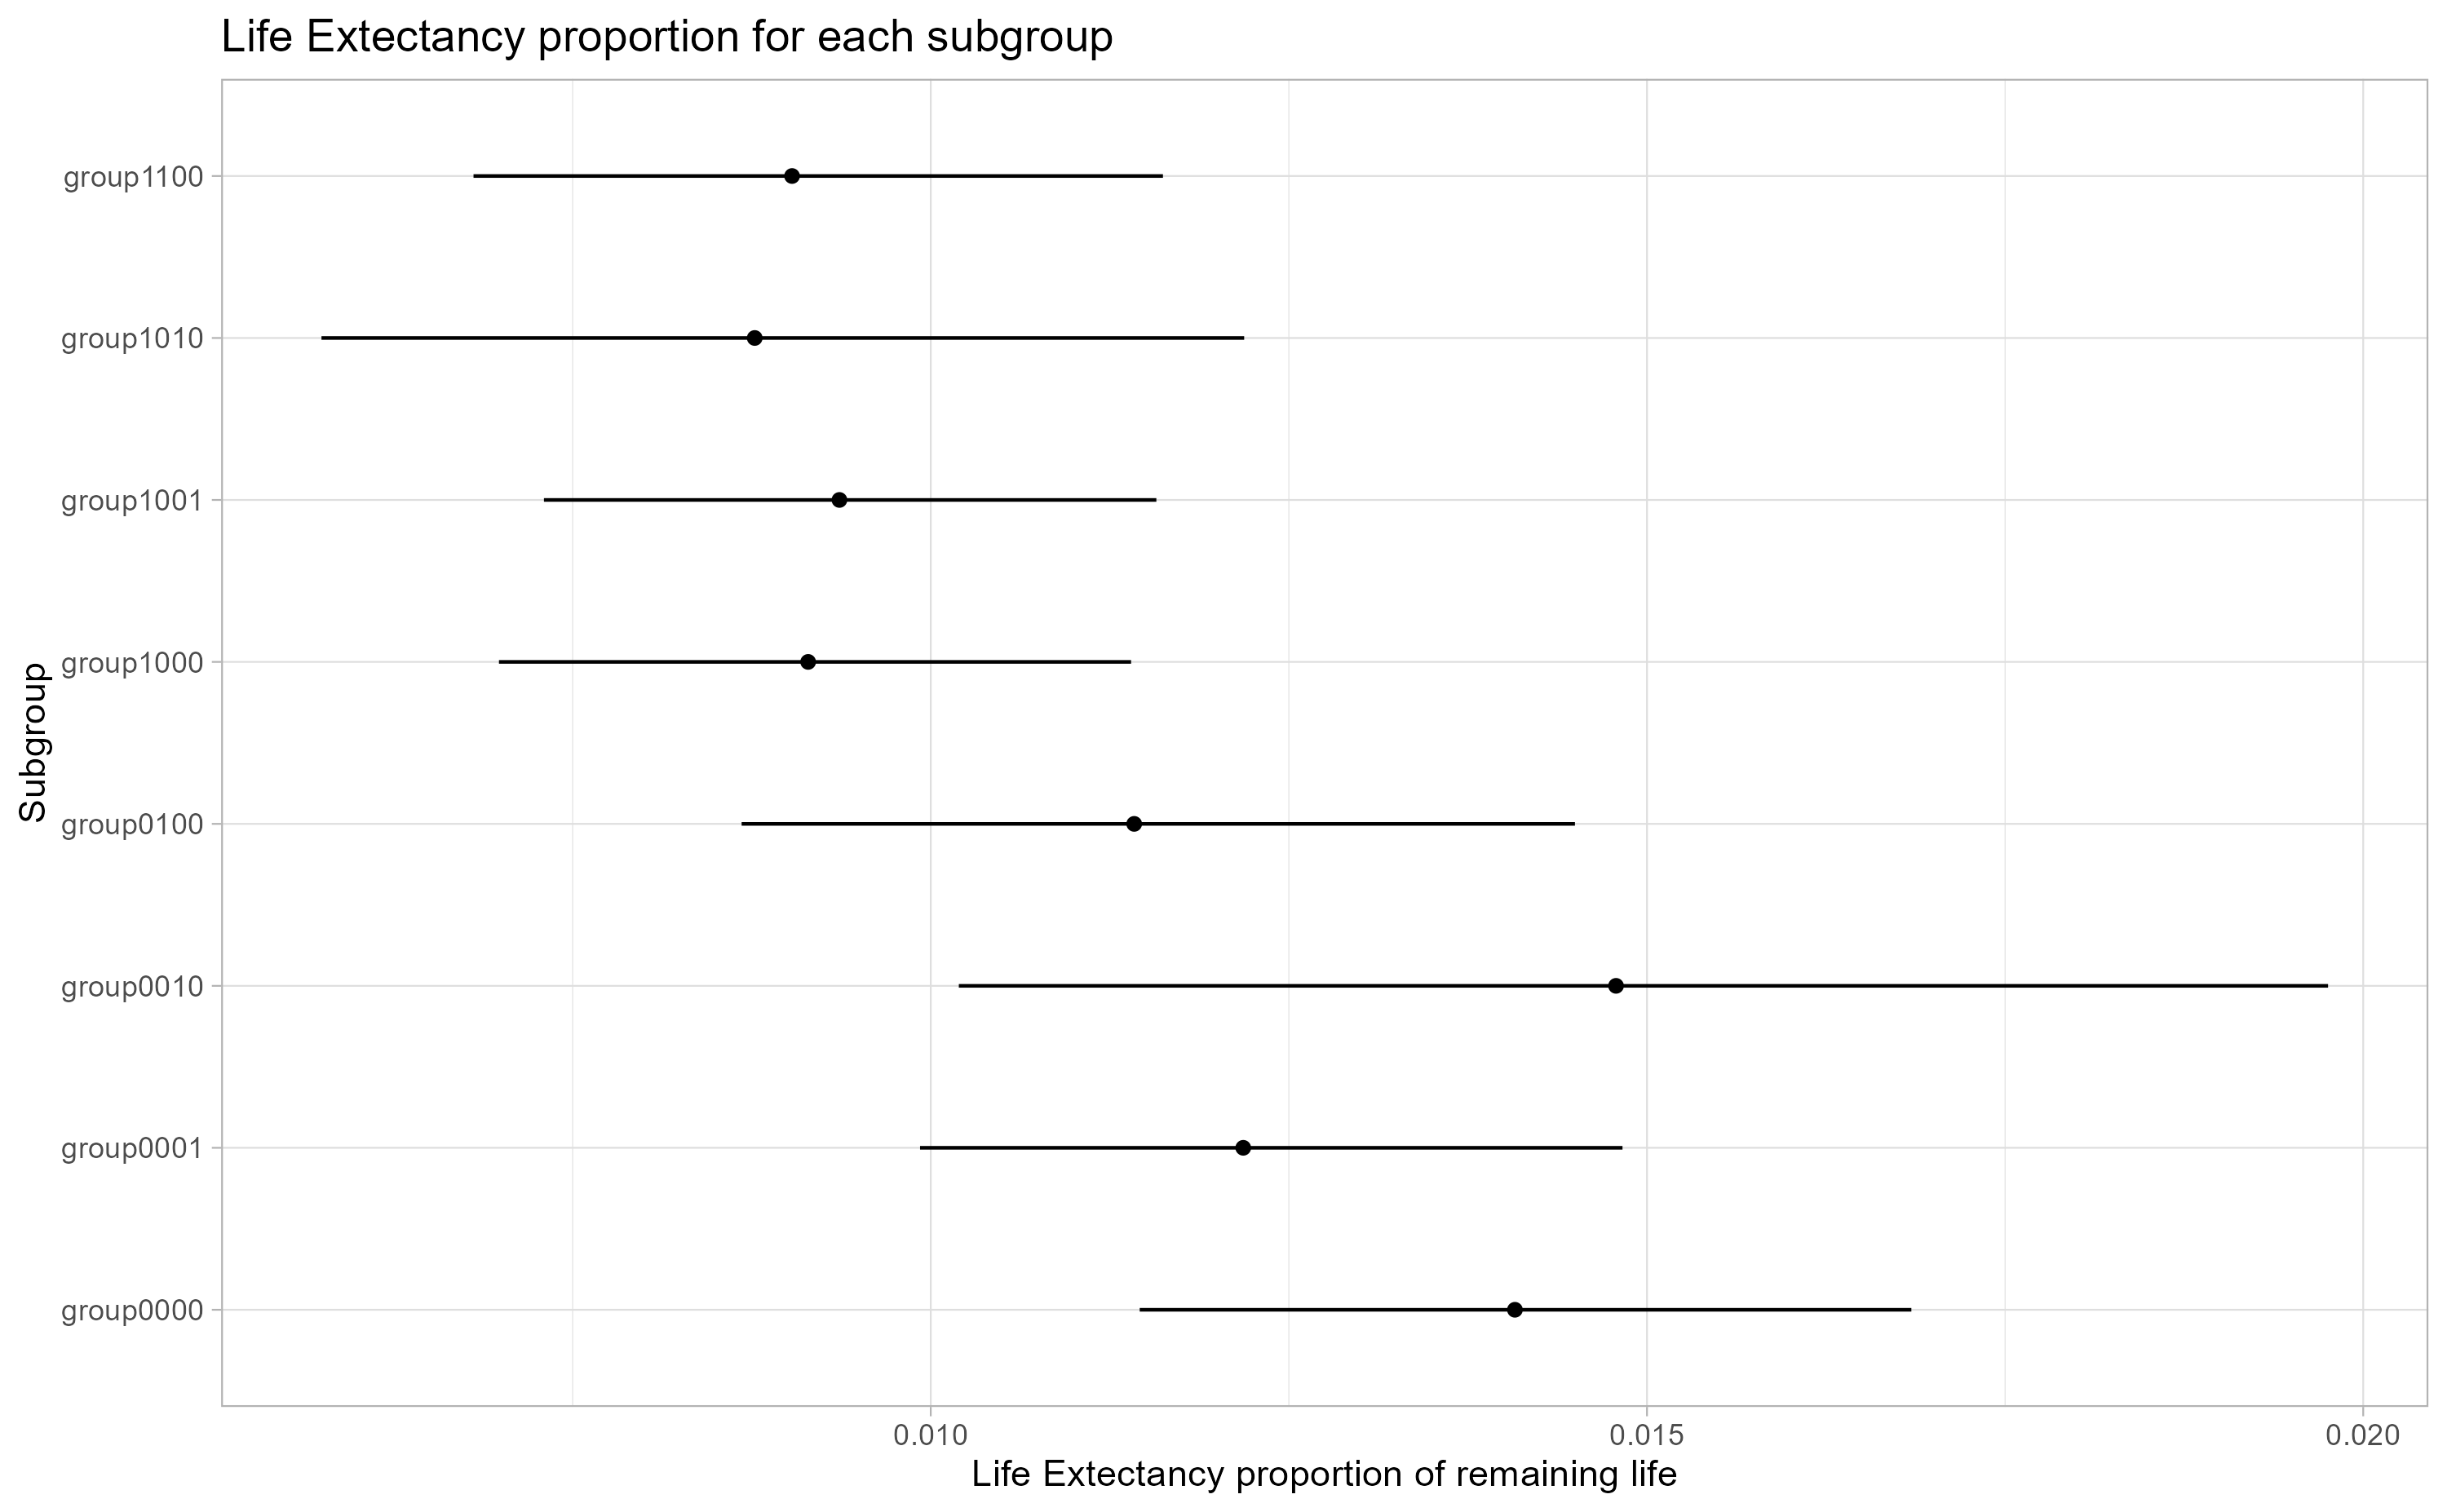 Life Extectancy proportion for each subgroup
group1100
group1010
group1001
group1000
group0100
group0010
group0001
group0000
Subgroup
0.010 0.015 0.020
Life Extectancy proportion of remaining life